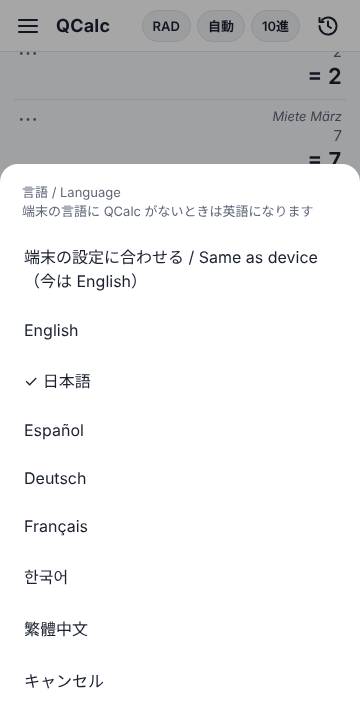 QCalc
RAD
自動
10進
...
2
= 2
...
Miete März
7
= 7
言語 / Language
端末の言語に QCalc がないときは英語になります
端末の設定に合わせる / Same as device
（今は English）
English
✓ 日本語
Español
Deutsch
Français
한국어
繁體中文
キャンセル